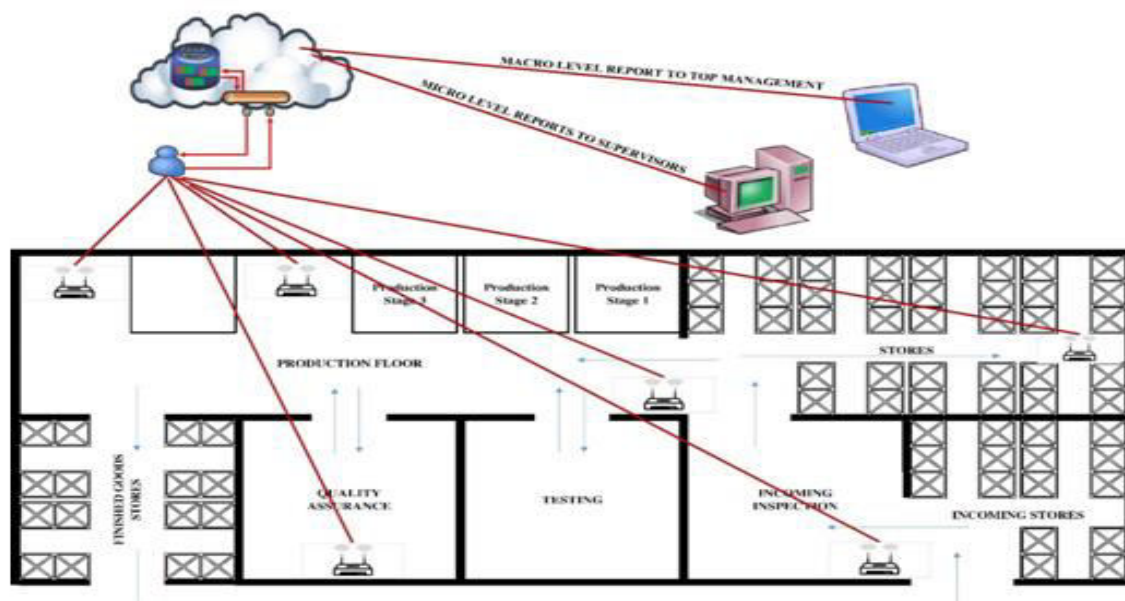 MACRO-LEVEL REPORT TO TOP MANAGEMENT
MICRO LEVEL REPORTS TO SUPERVISORS
Production
Stage 3
Production
Stage 2
Production
Stage 1
PRODUCTION FLOOR
STORES
FINISHED GOODS
STORES
QUALITY
ASSURANCE
TESTING
INCOMING
INSPECTION
INCOMING STORES